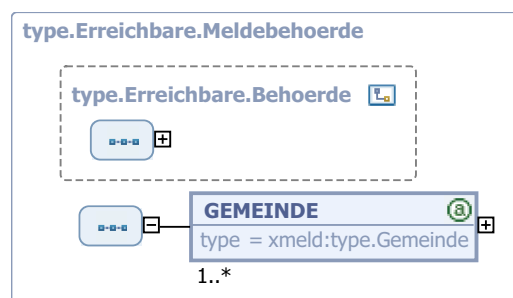 type.Erreichbare.Meldebehoerde
type.Erreichbare.Behoerde
GEMEINDE @
type = xmeld:type.Gemeinde
1..*